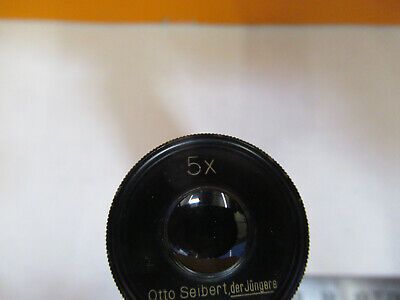 5x
Otto Seibert, der Jüngere